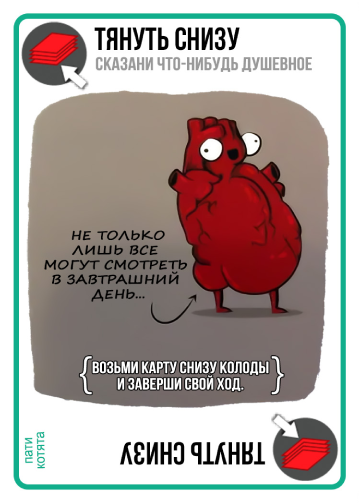 ТЯНУТЬ СНИЗУ
СКАЗАНИ ЧТО-НИБУДЬ ДУШЕВНОЕ
НЕ ТОЛЬКО
ЛИШЬ ВСЕ
МОГУТ СМОТРЕТЬ
В ЗАВТРАШНИЙ
ДЕНЬ...
{ВОЗЬМИ КАРТУ СНИЗУ КОЛОДЫ
И ЗАВЕРШИ СВОЙ ХОД.}
пати
котята
ТЯНУТЬ СНИЗУ